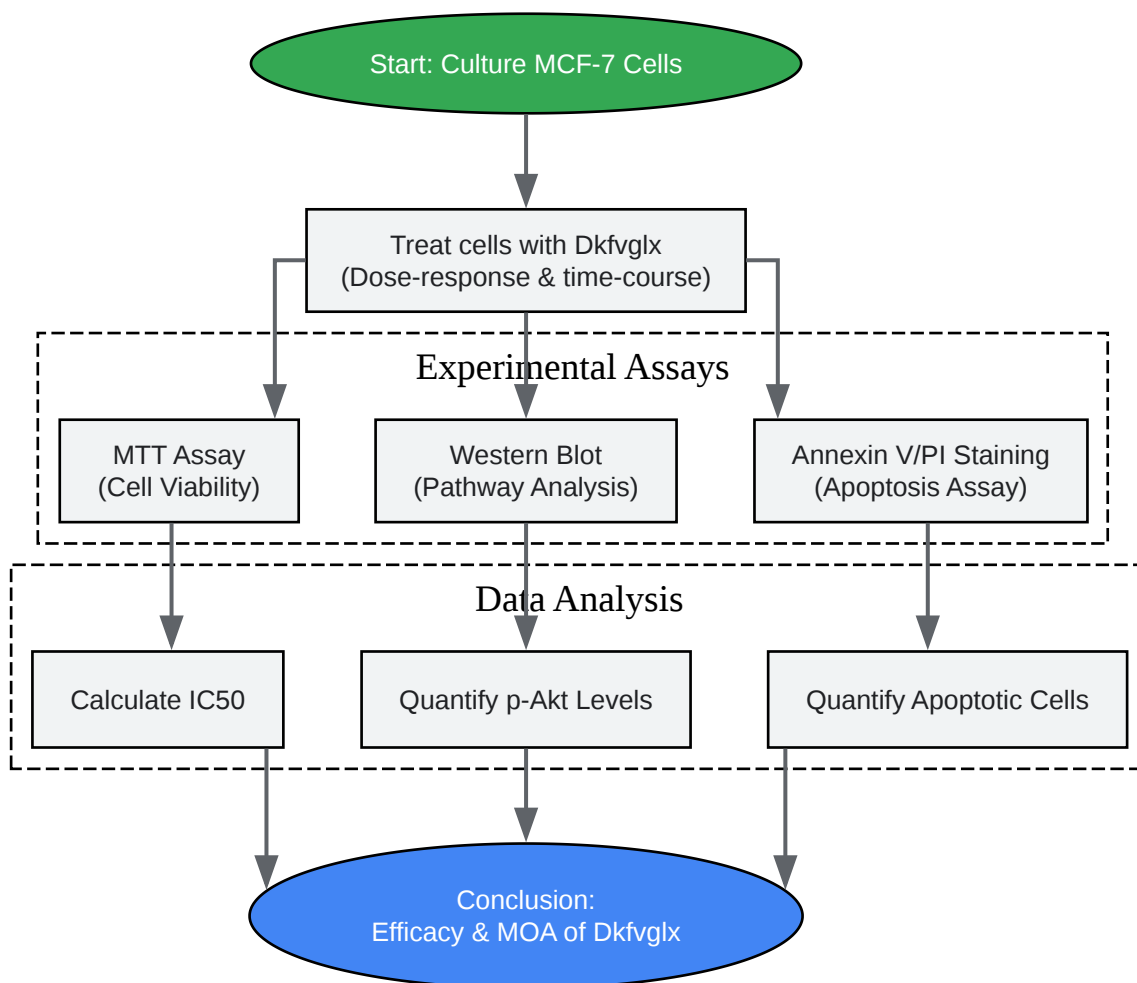 Start: Culture MCF-7 Cells
Treat cells with Dkfvglx
(Dose-response & time-course)
Experimental Assays
MTT Assay
(Cell Viability)
Western Blot
(Pathway Analysis)
Annexin V/PI Staining
(Apoptosis Assay)
Data Analysis
Calculate IC50
Quantify p-Akt Levels
Quantify Apoptotic Cells
Conclusion:
Efficacy & MOA of Dkfvglx